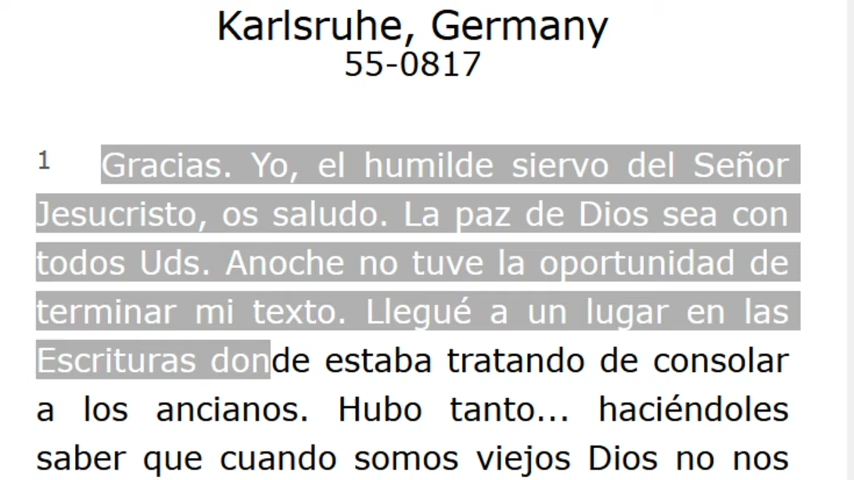 Karlsruhe, Germany
55-0817
1 Gracias. Yo, el humilde siervo del Señor
Jesucristo, os saludo. La paz de Dios sea con
todos Uds. Anoche no tuve la oportunidad de
terminar mi texto. Llegué a un lugar en las
Escrituras donde estaba tratando de consolar
a los ancianos. Hubo tanto... haciéndoles
saber que cuando somos viejos Dios no nos